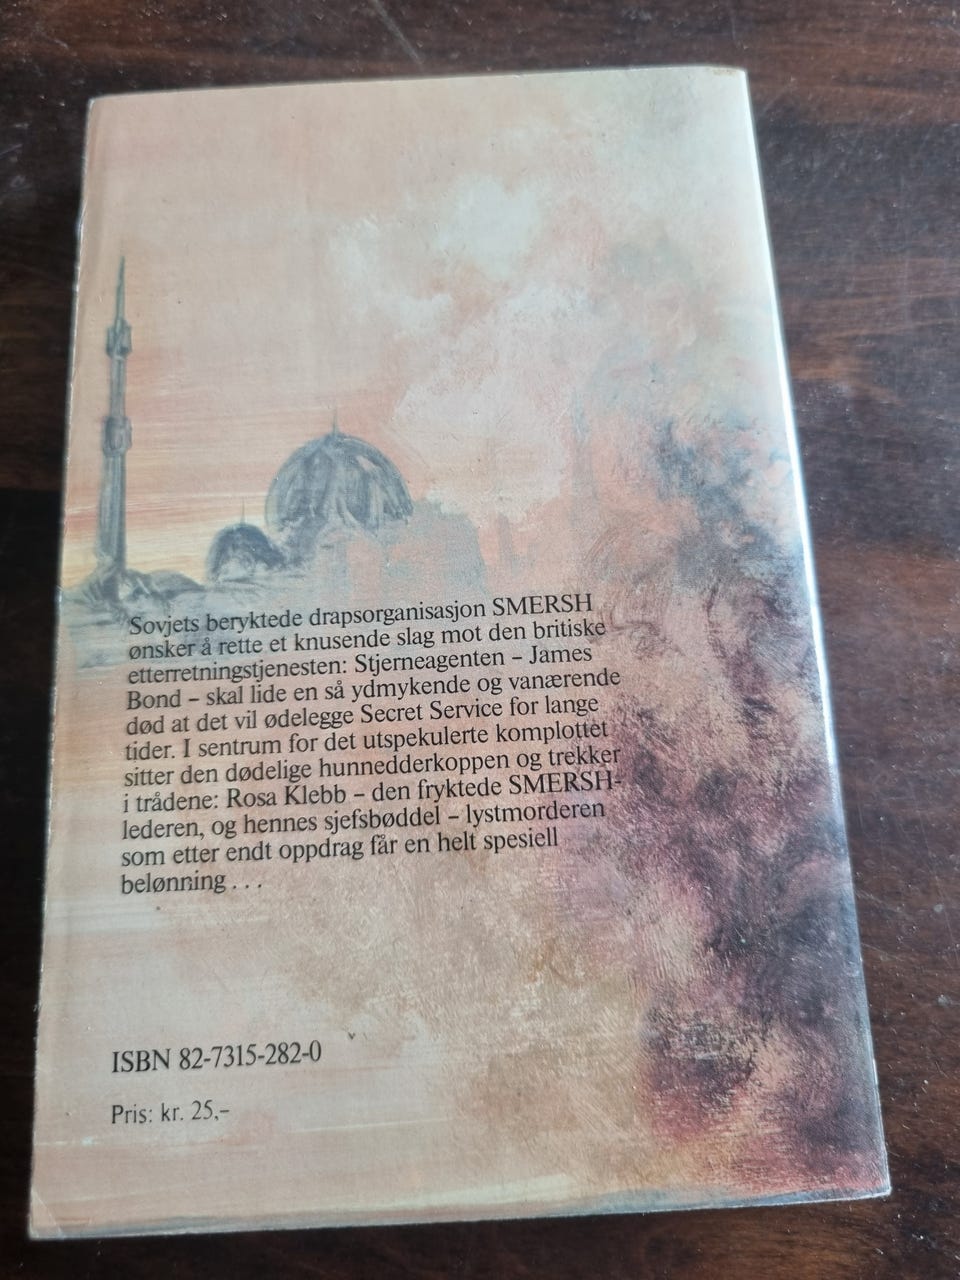 Sovjets beryktede drapsorganisasjon SMERSH
ønsker å rette et knusende slag mot den britiske
etterretningstjenesten: Stjerneagenten – James
Bond – skal lide en så ydmykende og vanærende
død at det vil ødelegge Secret Service for lange
tider. I sentrum for det utspekulerte komplottet
sitter den dødelige hunnedderkoppen og trekker
i trådene: Rosa Klebb – den fryktede SMERSH-
lederen, og hennes sjefsbøddel – lystmorderen
som etter endt oppdrag får en helt spesiell
belønning...
ISBN 82-7315-282-0
Pris: kr. 25,–